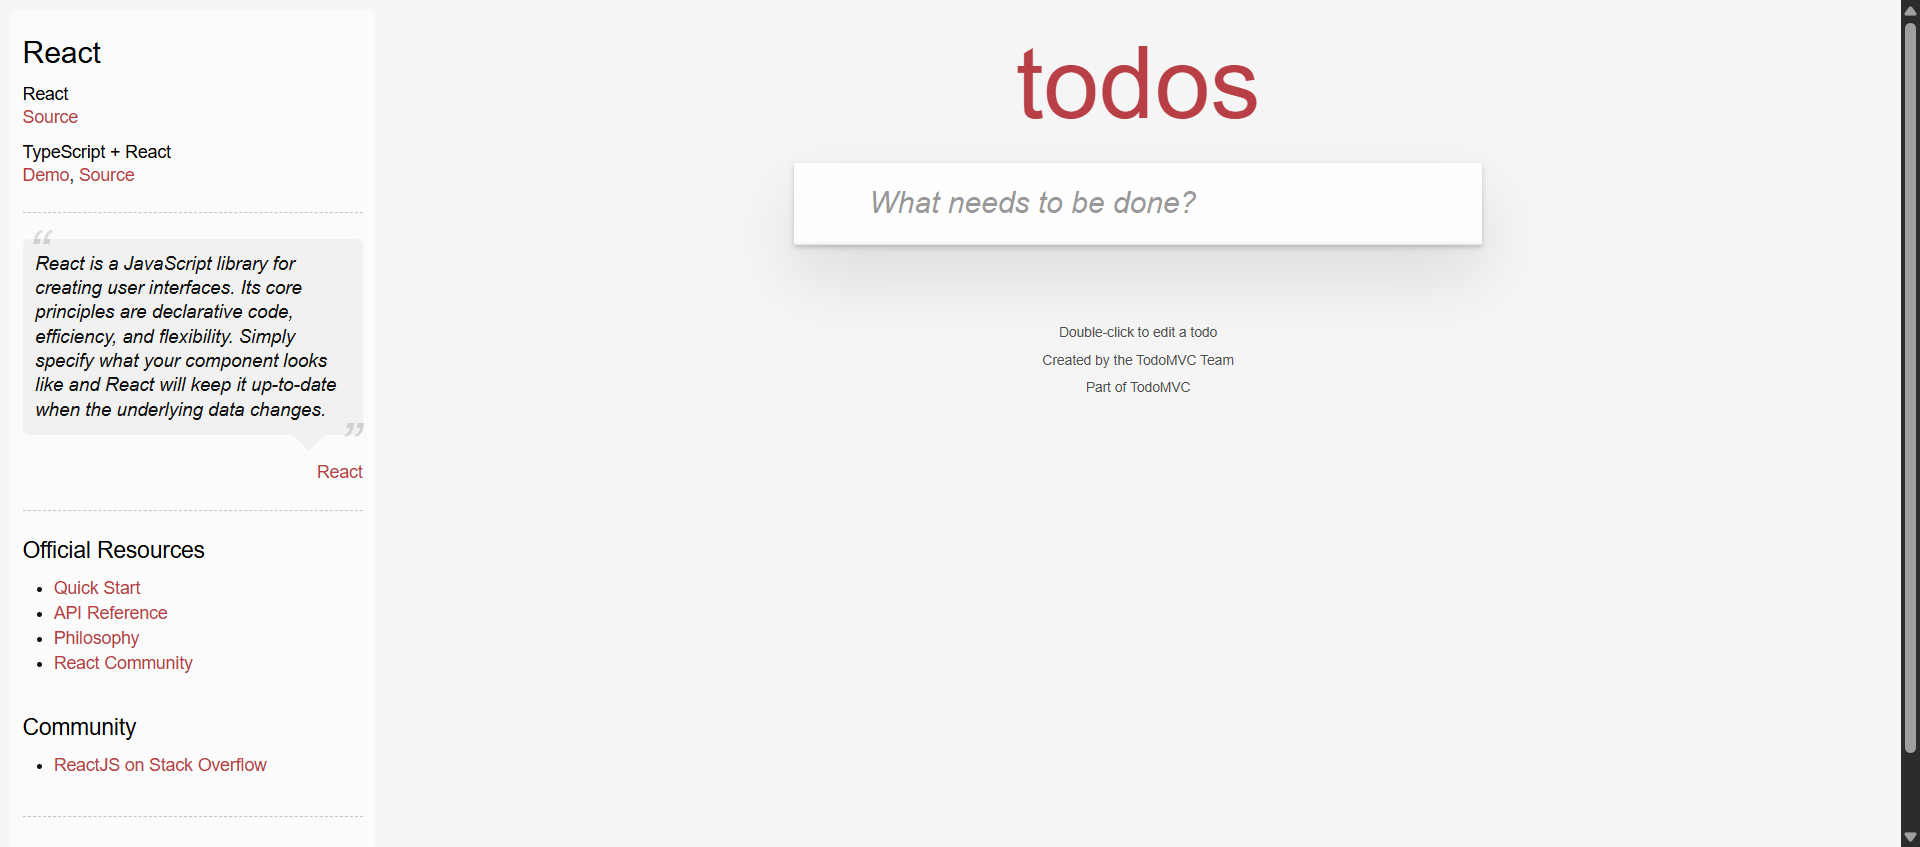 React
React
Source
TypeScript + React
Demo, Source
“
React is a JavaScript library for
creating user interfaces. Its core
principles are declarative code,
efficiency, and flexibility. Simply
specify what your component looks
like and React will keep it up-to-date
when the underlying data changes.
”
React
Official Resources
• Quick Start
• API Reference
• Philosophy
• React Community
Community
• ReactJS on Stack Overflow
todos
What needs to be done?
Double-click to edit a todo
Created by the TodoMVC Team
Part of TodoMVC